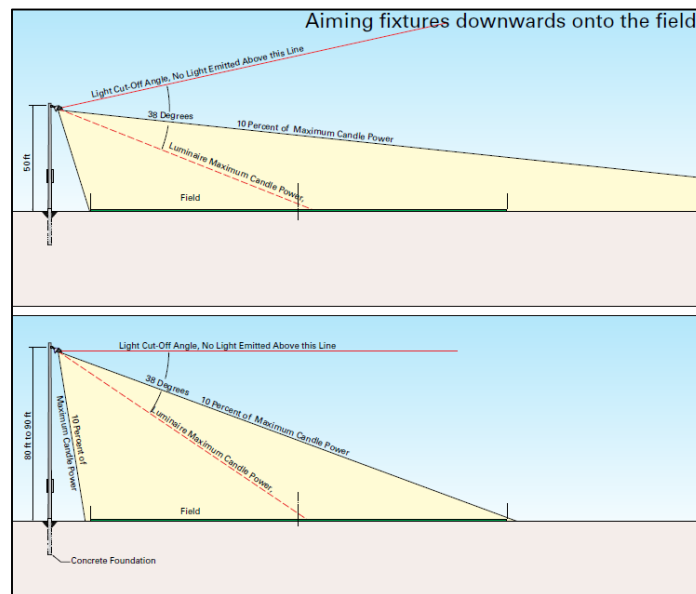 Aiming fixtures downwards onto the field
Light Cut-Off Angle, No Light Emitted Above this Line
38 Degrees
10 Percent of Maximum Candle Power
Luminaire Maximum Candle Power,
50 ft
Field
Light Cut-Off Angle, No Light Emitted Above this Line
38 Degrees
10 Percent of Maximum Candle Power
Luminaire Maximum Candle Power,
10 Percent of
Maximum Candle Power
80 ft to 90 ft
Field
Concrete Foundation